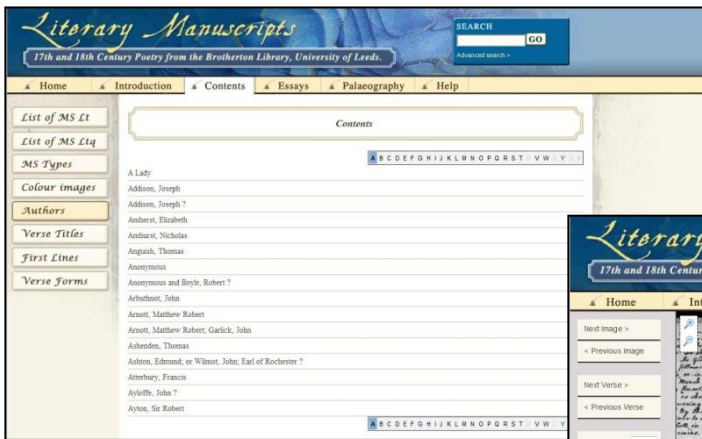 Literary Manuscripts
17th and 18th Century Poetry from the Brotherton Library, University of Leeds.
SEARCH
GO
Advanced search »
Home Introduction Contents Essays Palaeography Help
List of MS Lt
List of MS Ltq
MS Types
Colour images
Authors
Verse Titles
First Lines
Verse Forms
Contents
A B C D E F G H I J K L M N O P Q R S T V W Y
A Lady
Addison, Joseph
Addison, Joseph ?
Amherst, Elizabeth
Amhurst, Nicholas
Anguish, Thomas
Anonymous
Anonymous and Boyle, Robert ?
Arbuthnot, John
Arnott, Matthew Robert
Arnott, Matthew Robert; Garlick, John
Ashenden, Thomas
Ashton, Edmund; or Wilmot, John; Earl of Rochester ?
Atterbury, Francis
Ayloffe, John ?
Ayton, Sir Robert
A B C D E F G H I J K L M N O P Q R S T V W
Literary
17th and 18th Centur
Home Int
Next Image >
< Previous Image
Next Verse >
< Previous Verse